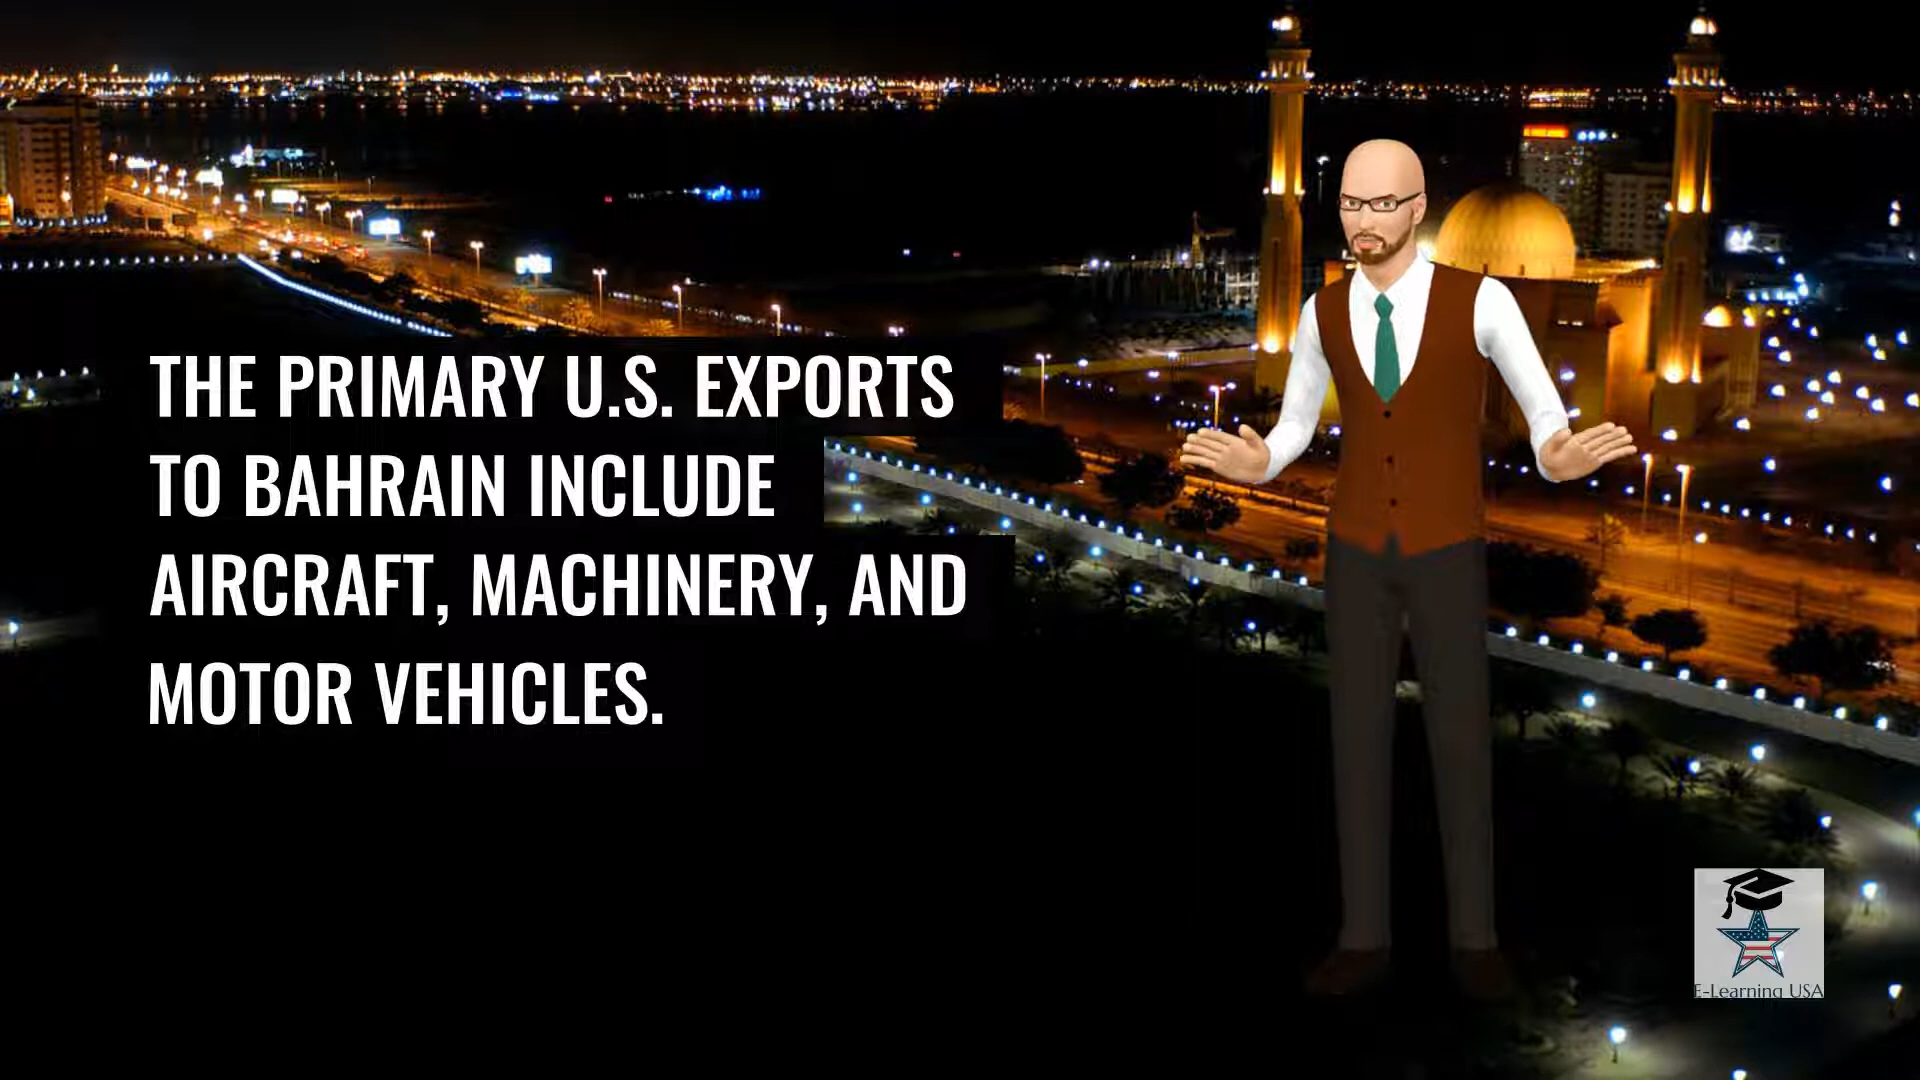 THE PRIMARY U.S. EXPORTS
TO BAHRAIN INCLUDE
AIRCRAFT, MACHINERY, AND
MOTOR VEHICLES.
E-Learning USA